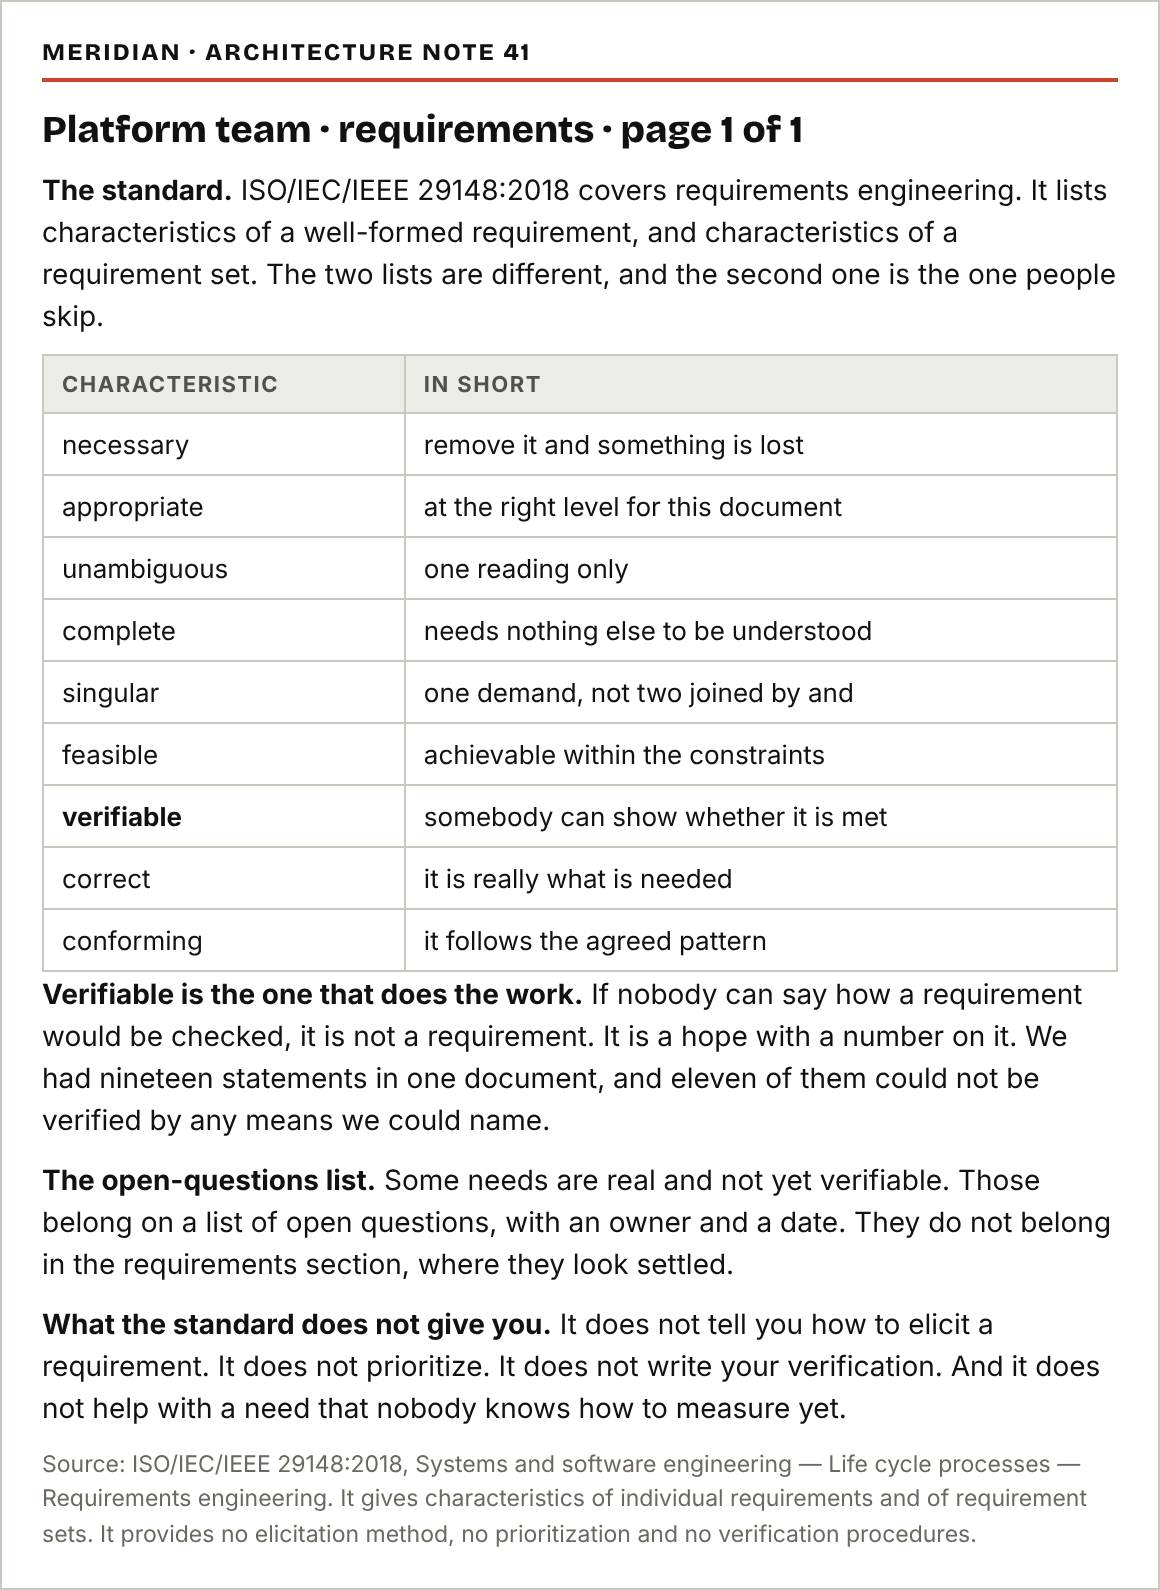 MERIDIAN · ARCHITECTURE NOTE 41
Platform team · requirements · page 1 of 1
The standard. ISO/IEC/IEEE 29148:2018 covers requirements engineering. It lists
characteristics of a well-formed requirement, and characteristics of a
requirement set. The two lists are different, and the second one is the one people
skip.
CHARACTERISTIC IN SHORT
necessary remove it and something is lost
appropriate at the right level for this document
unambiguous one reading only
complete needs nothing else to be understood
singular one demand, not two joined by and
feasible achievable within the constraints
verifiable somebody can show whether it is met
correct it is really what is needed
conforming it follows the agreed pattern
Verifiable is the one that does the work. If nobody can say how a requirement
would be checked, it is not a requirement. It is a hope with a number on it. We
had nineteen statements in one document, and eleven of them could not be
verified by any means we could name.
The open-questions list. Some needs are real and not yet verifiable. Those
belong on a list of open questions, with an owner and a date. They do not belong
in the requirements section, where they look settled.
What the standard does not give you. It does not tell you how to elicit a
requirement. It does not prioritize. It does not write your verification. And it does
not help with a need that nobody knows how to measure yet.
Source: ISO/IEC/IEEE 29148:2018, Systems and software engineering — Life cycle processes —
Requirements engineering. It gives characteristics of individual requirements and of requirement
sets. It provides no elicitation method, no prioritization and no verification procedures.